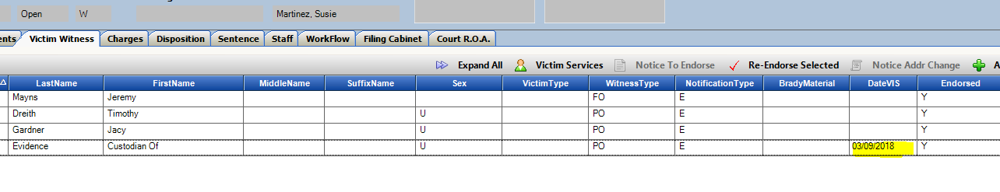 Open W Martinez, Susie
ents Victim Witness Charges Disposition Sentence Staff WorkFlow Filing Cabinet Court R.O.A.
Expand All Victim Services Notice To Endorse Re-Endorse Selected Notice Addr Change A
LastName FirstName MiddleName SuffixName Sex VictimType WitnessType NotificationType BradyMaterial DateVIS Endorsed
Mayns Jeremy FO E Y
Dreith Timothy U PO E Y
Gardner Jacy U PO E Y
Evidence Custodian Of U PO E 03/09/2018 Y